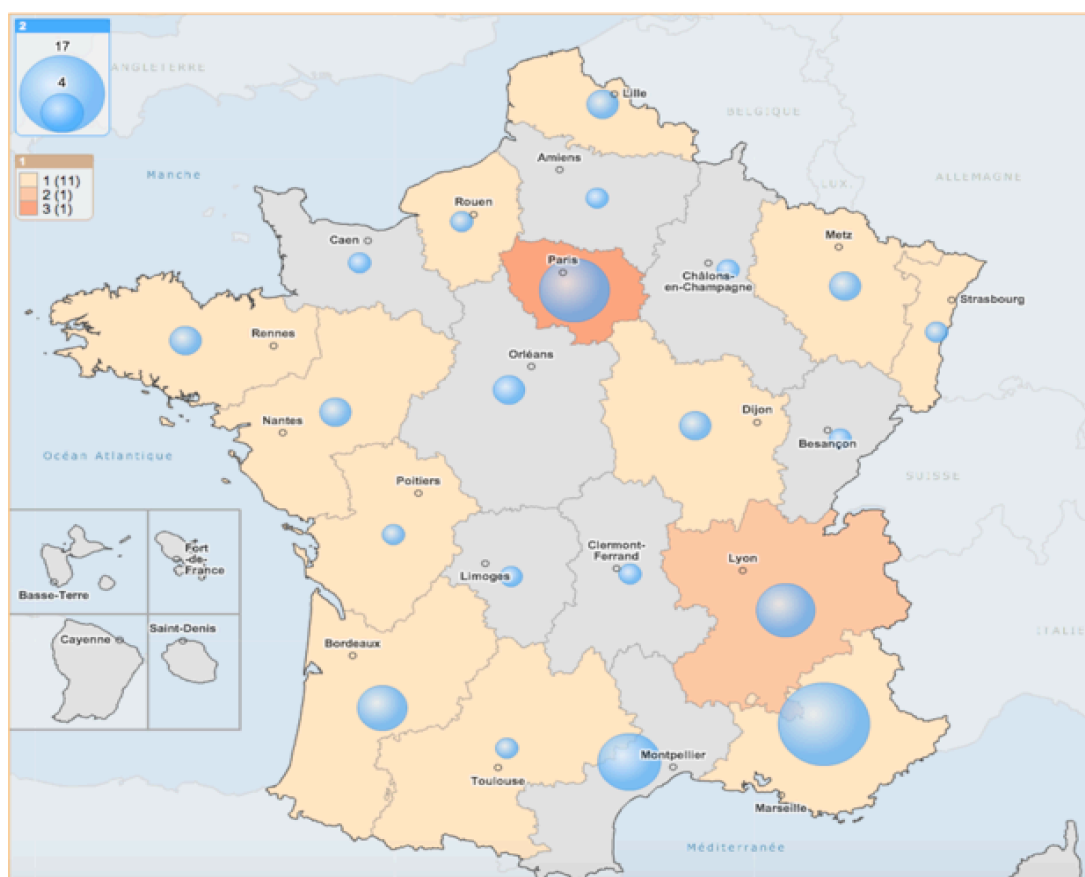 2
17
4
ANGLETERRE
1
1 (11)
2 (1)
3 (1)
Manche
Lille
BELGIQUE
Amiens
LUX.
ALLEMAGNE
Rouen
Caen
Metz
Paris
Châlons-
en-Champagne
Strasbourg
Rennes
Orléans
Nantes
Dijon
Besançon
Océan Atlantique
SUISSE
Poitiers
Clermont-
Ferrand
Lyon
Limoges
Fort
-de-
France
Basse-Terre
Cayenne
Saint-Denis
ITALIE
Bordeaux
Montpellier
Toulouse
Marseille
Méditerranée